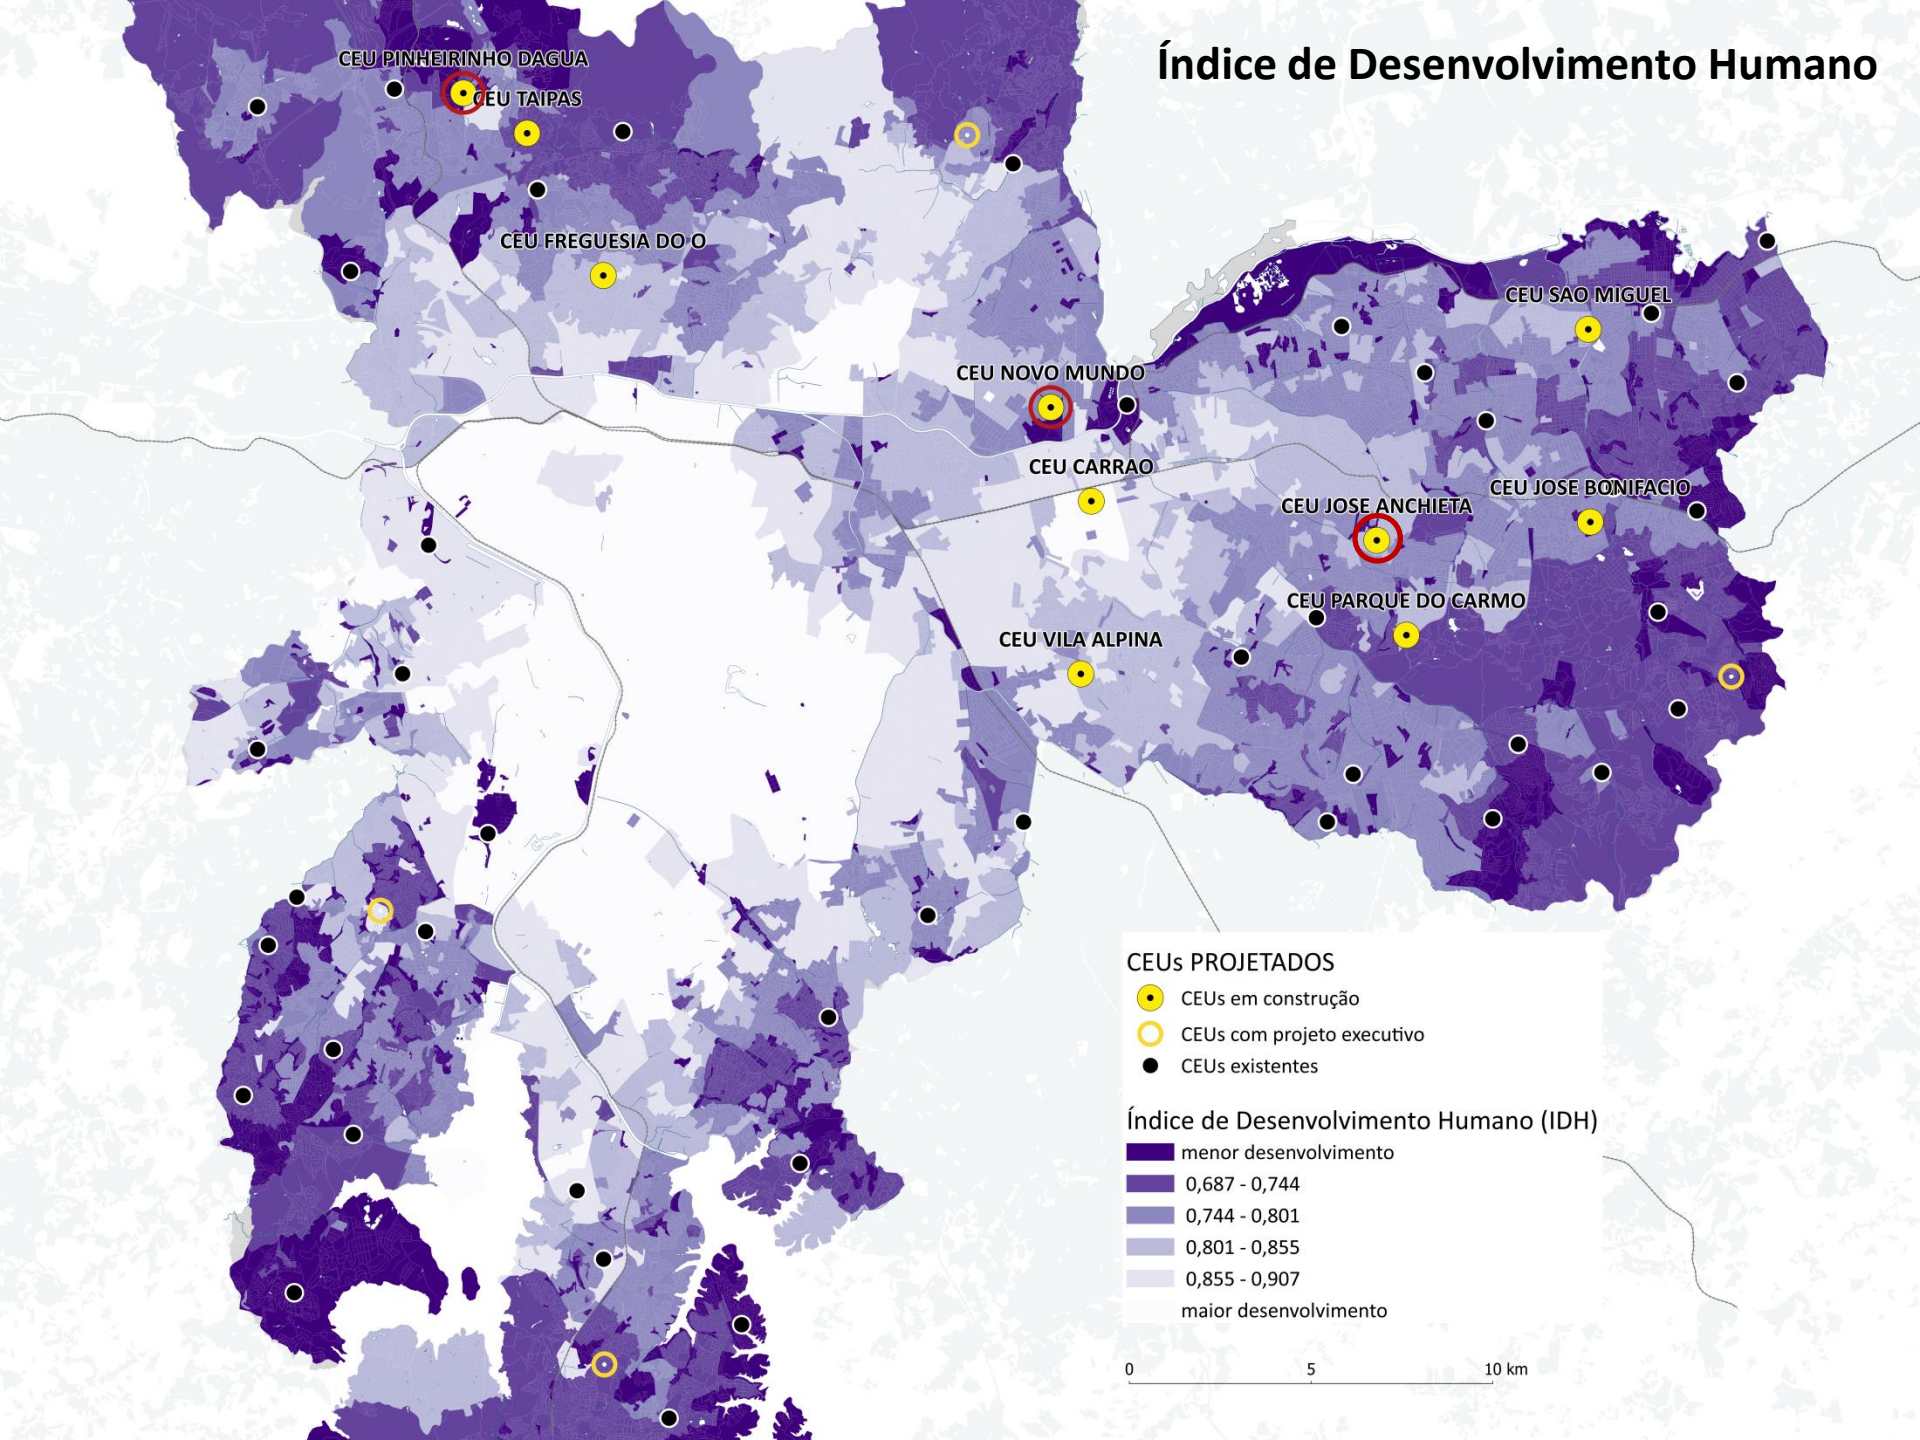 Índice de Desenvolvimento Humano
CEU PINHEIRINHO DAGUA
CEU TAIPAS
CEU FREGUESIA DO O
CEU SAO MIGUEL
CEU NOVO MUNDO
CEU CARRAO
CEU JOSE BONIFACIO
CEU JOSE ANCHIETA
CEU PARQUE DO CARMO
CEU VILA ALPINA
CEUs PROJETADOS
CEUs em construção
CEUs com projeto executivo
CEUs existentes
Índice de Desenvolvimento Humano (IDH)
menor desenvolvimento
0,687 - 0,744
0,744 - 0,801
0,801 - 0,855
0,855 - 0,907
maior desenvolvimento
0 5 10 km